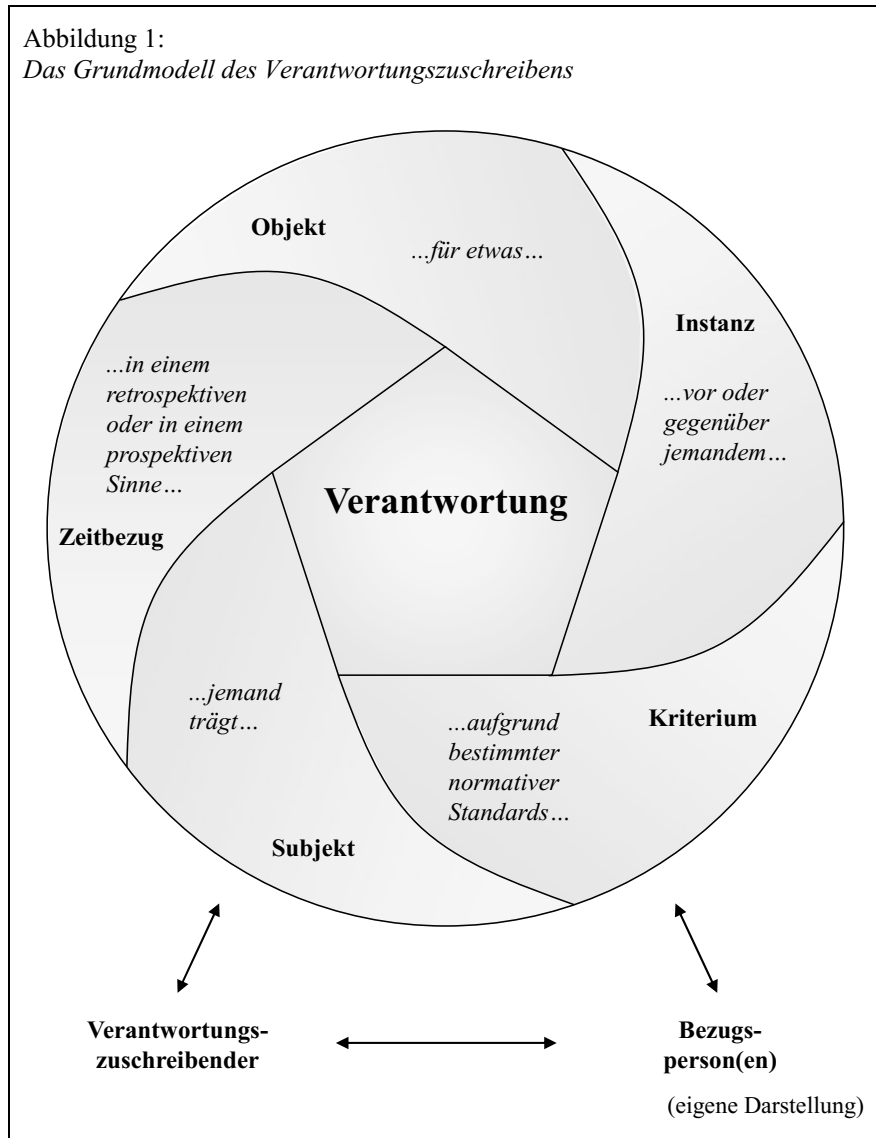 Abbildung 1:
Das Grundmodell des Verantwortungszuschreibens
Objekt
...für etwas...
Instanz
...vor oder
gegenüber
jemandem...
...in einem
retrospektiven
oder in einem
prospektiven
Sinne...
Zeitbezug
Verantwortung
...jemand
trägt...
Subjekt
...aufgrund
bestimmter
normativer
Standards...
Kriterium
Verantwortungs-
zuschreibender
Bezugs-
person(en)
(eigene Darstellung)